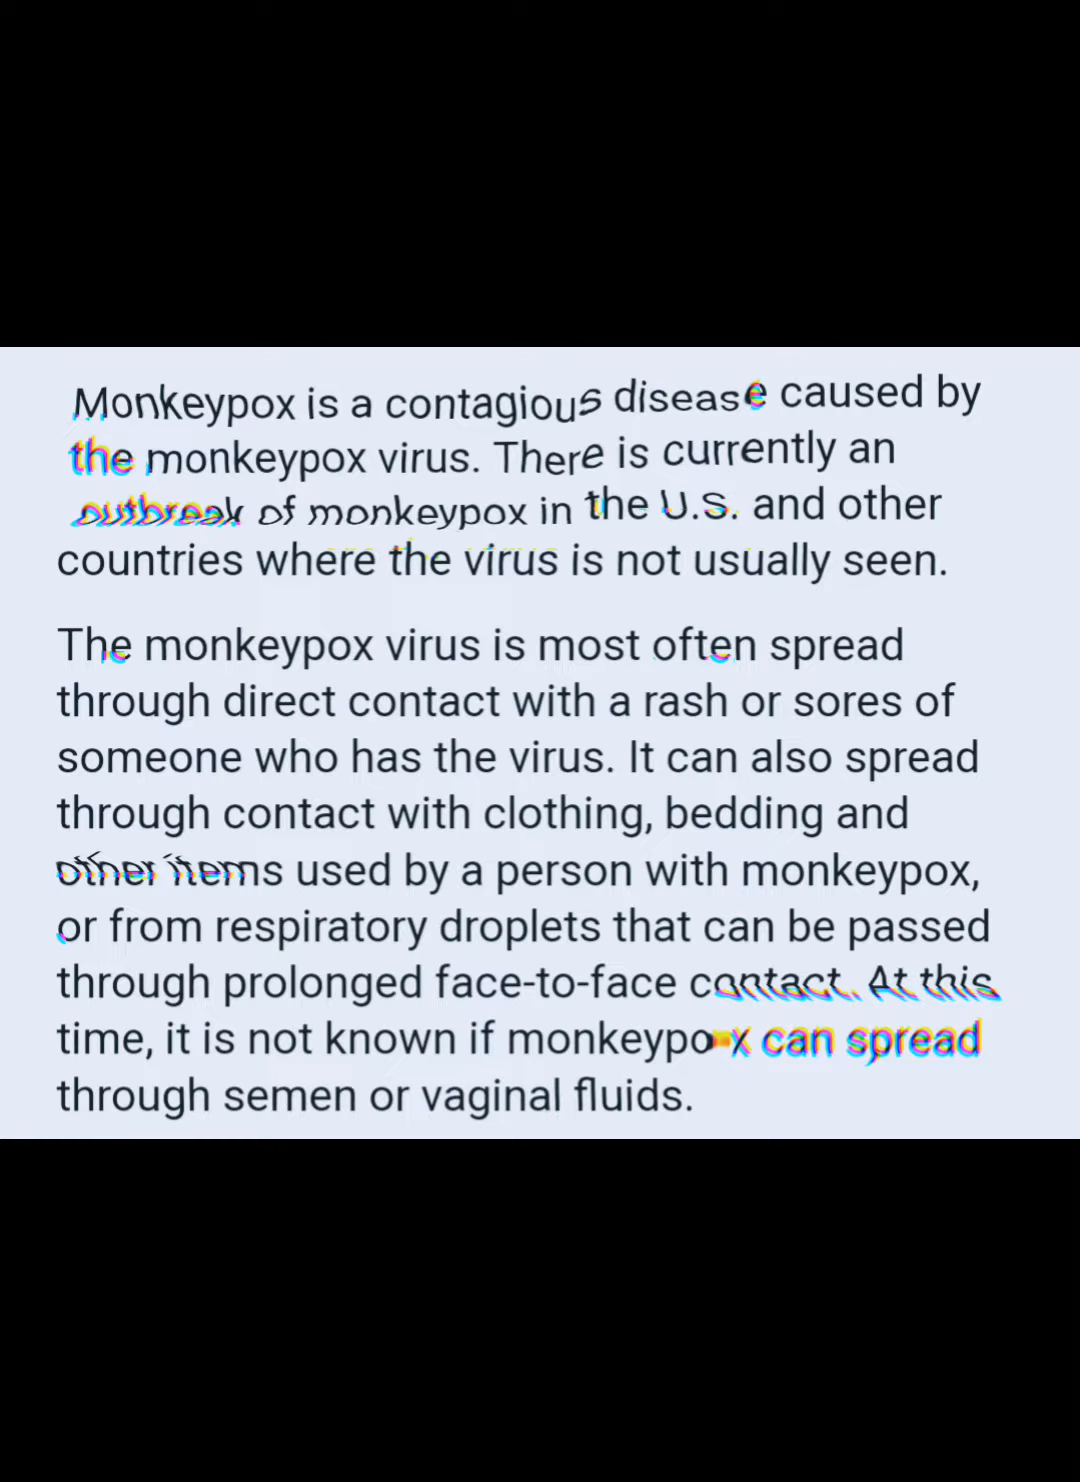 Monkeypox is a contagious disease caused by
the monkeypox virus. There is currently an
outbreak of monkeypox in the U.S. and other
countries where the virus is not usually seen.
The monkeypox virus is most often spread
through direct contact with a rash or sores of
someone who has the virus. It can also spread
through contact with clothing, bedding and
other items used by a person with monkeypox,
or from respiratory droplets that can be passed
through prolonged face-to-face contact. At this
time, it is not known if monkeypox can spread
through semen or vaginal fluids.